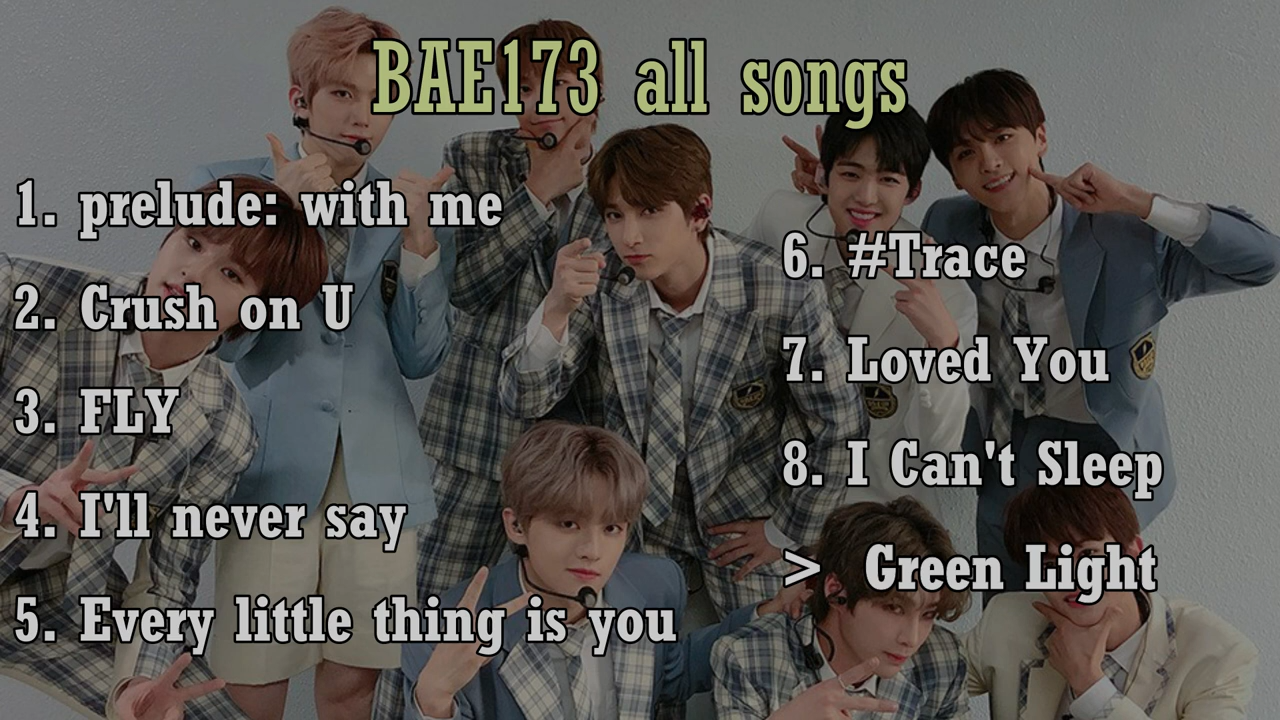 BAE173 all songs
1. prelude: with me
2. Crush on U
3. FLY
4. I'll never say
5. Every little thing is you
6. #Trace
7. Loved You
8. I Can't Sleep
> Green Light